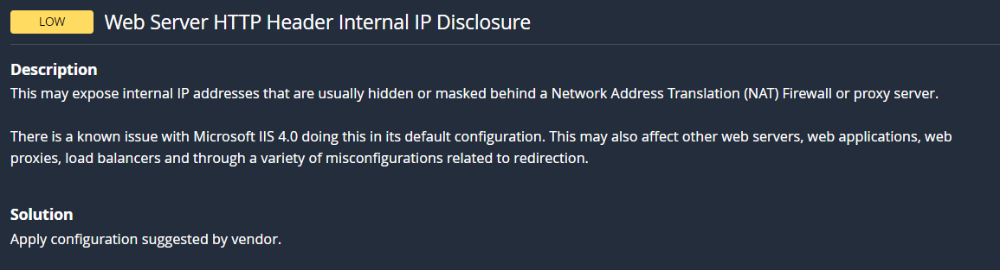 LOW Web Server HTTP Header Internal IP Disclosure
Description
This may expose internal IP addresses that are usually hidden or masked behind a Network Address Translation (NAT) Firewall or proxy server.
There is a known issue with Microsoft IIS 4.0 doing this in its default configuration. This may also affect other web servers, web applications, web
proxies, load balancers and through a variety of misconfigurations related to redirection.
Solution
Apply configuration suggested by vendor.